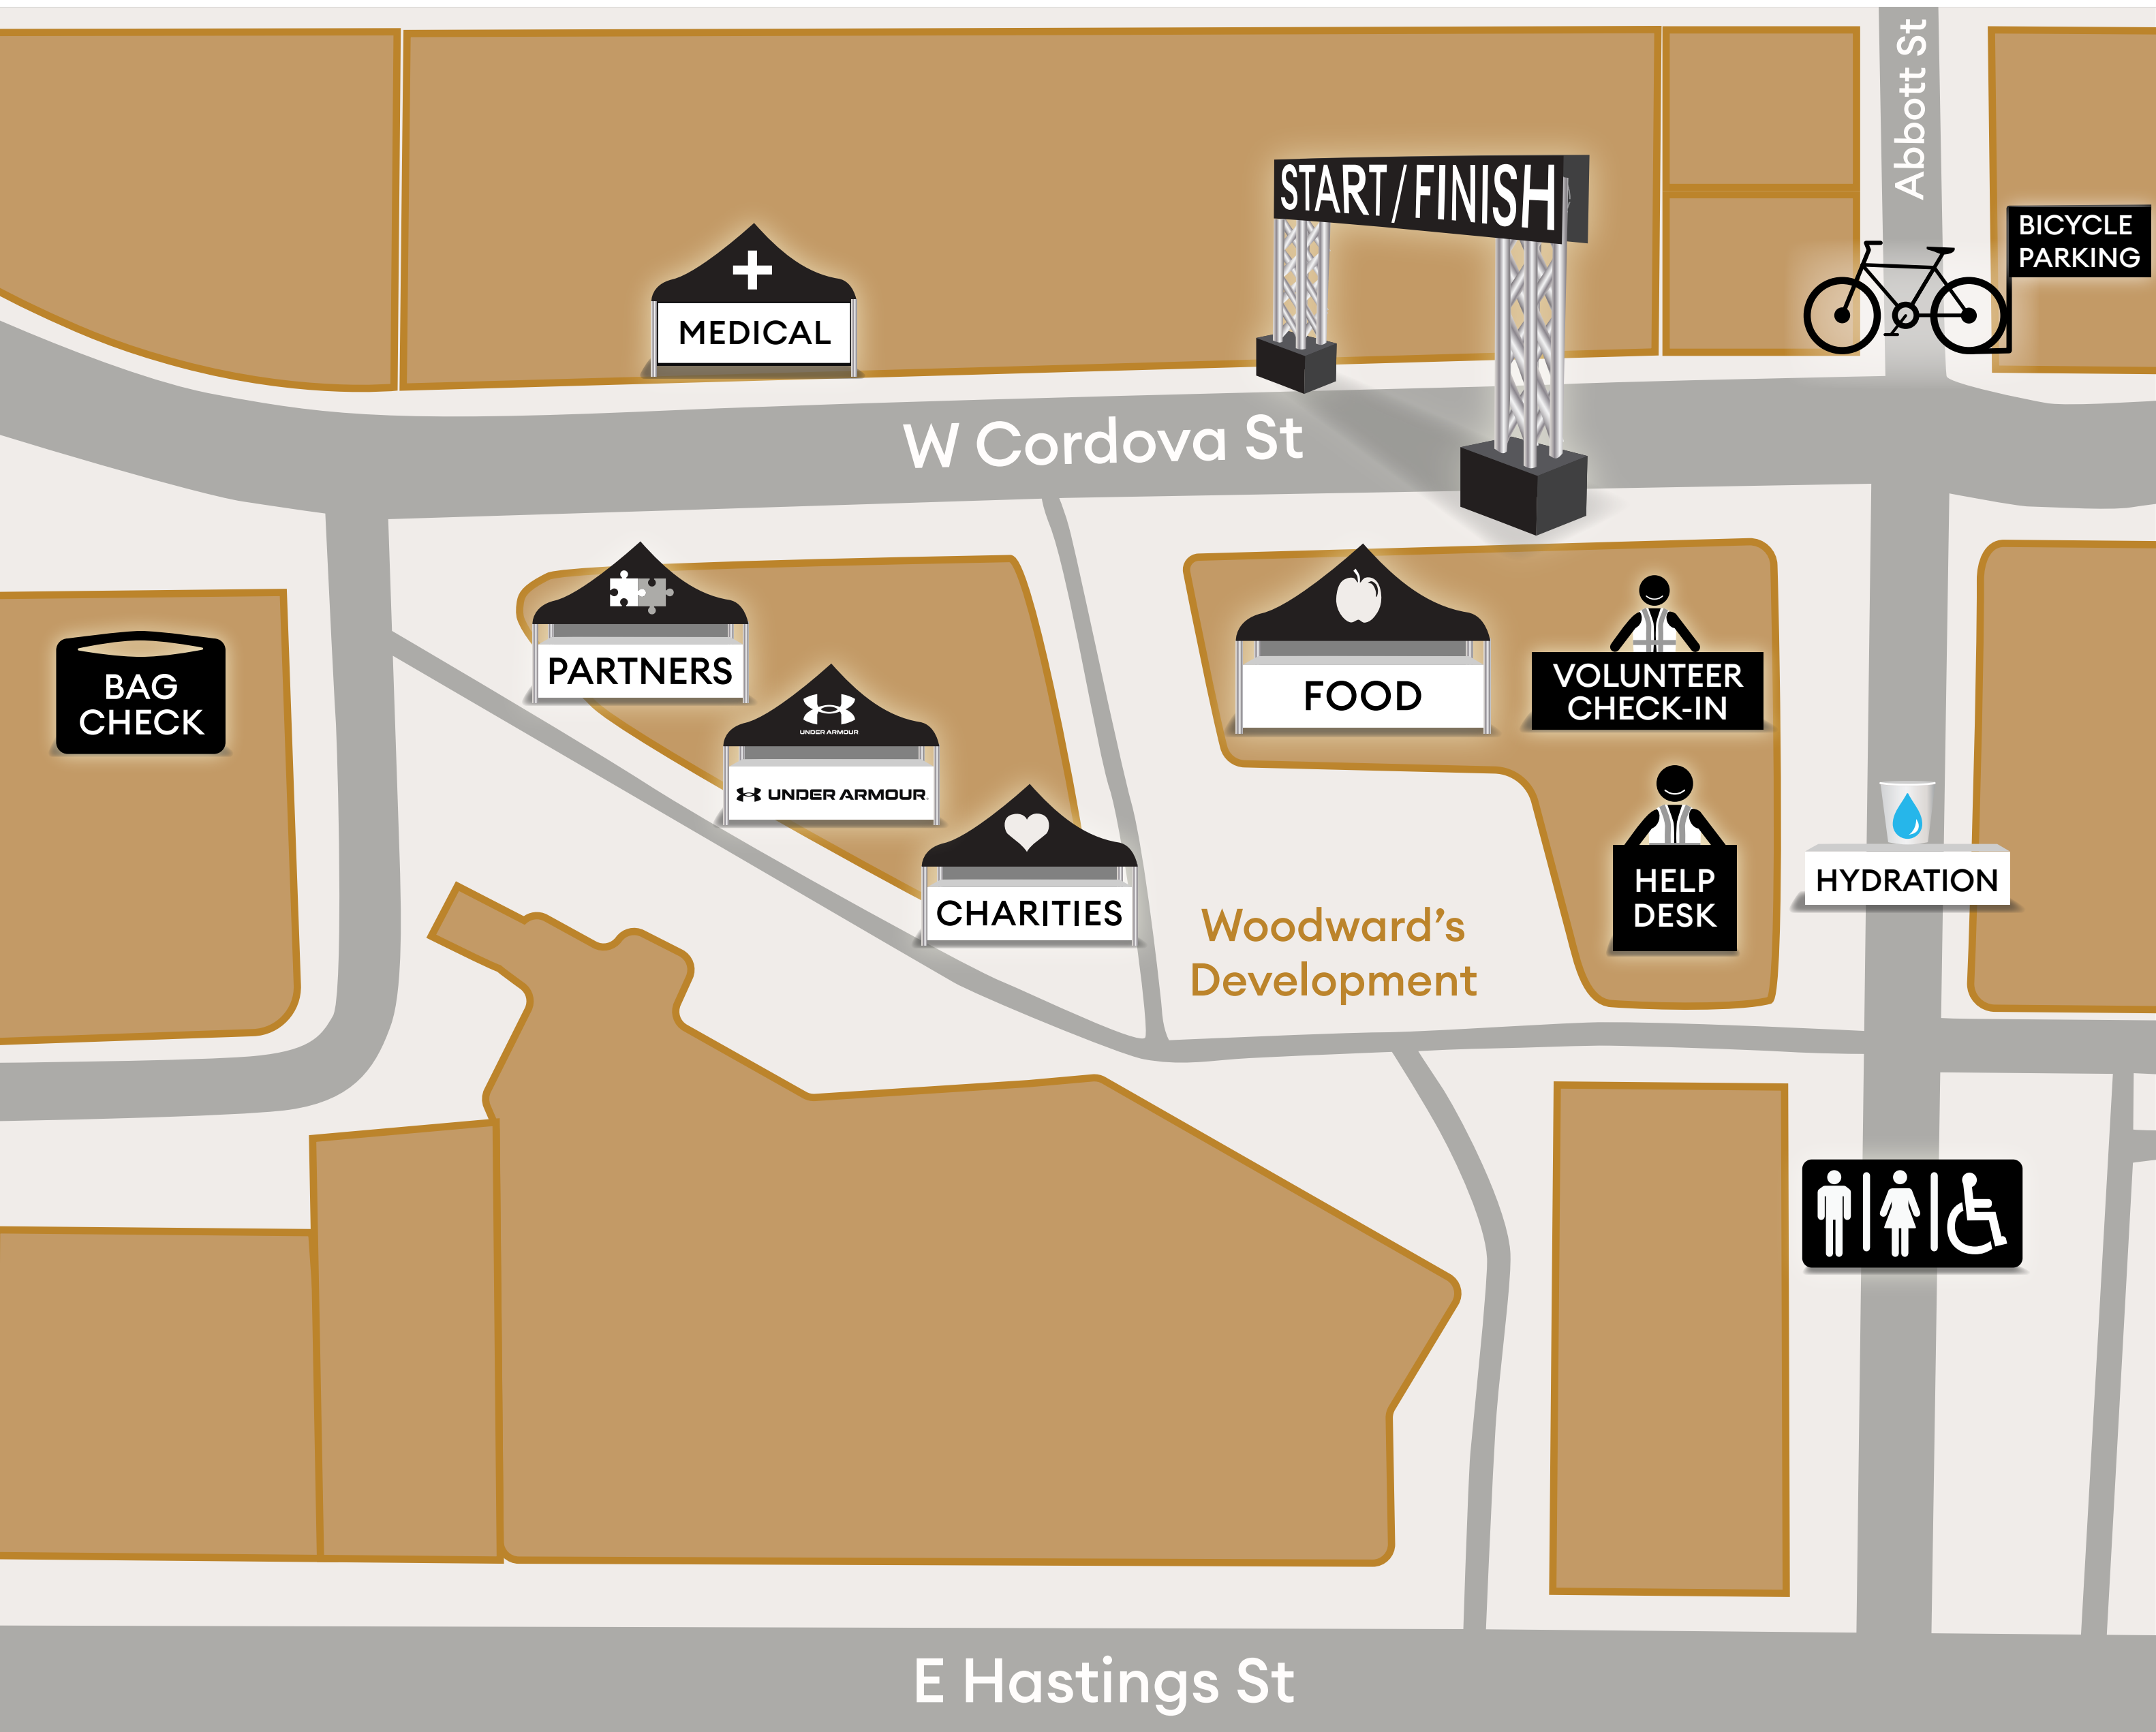 Abbott St
START/FINISH
BICYCLE
PARKING
MEDICAL
W Cordova St
PARTNERS
BAG
CHECK
FOOD
VOLUNTEER
CHECK-IN
UNDER ARMOUR
UNDER ARMOUR
HELP
DESK
HYDRATION
CHARITIES
Woodward's
Development
E Hastings St